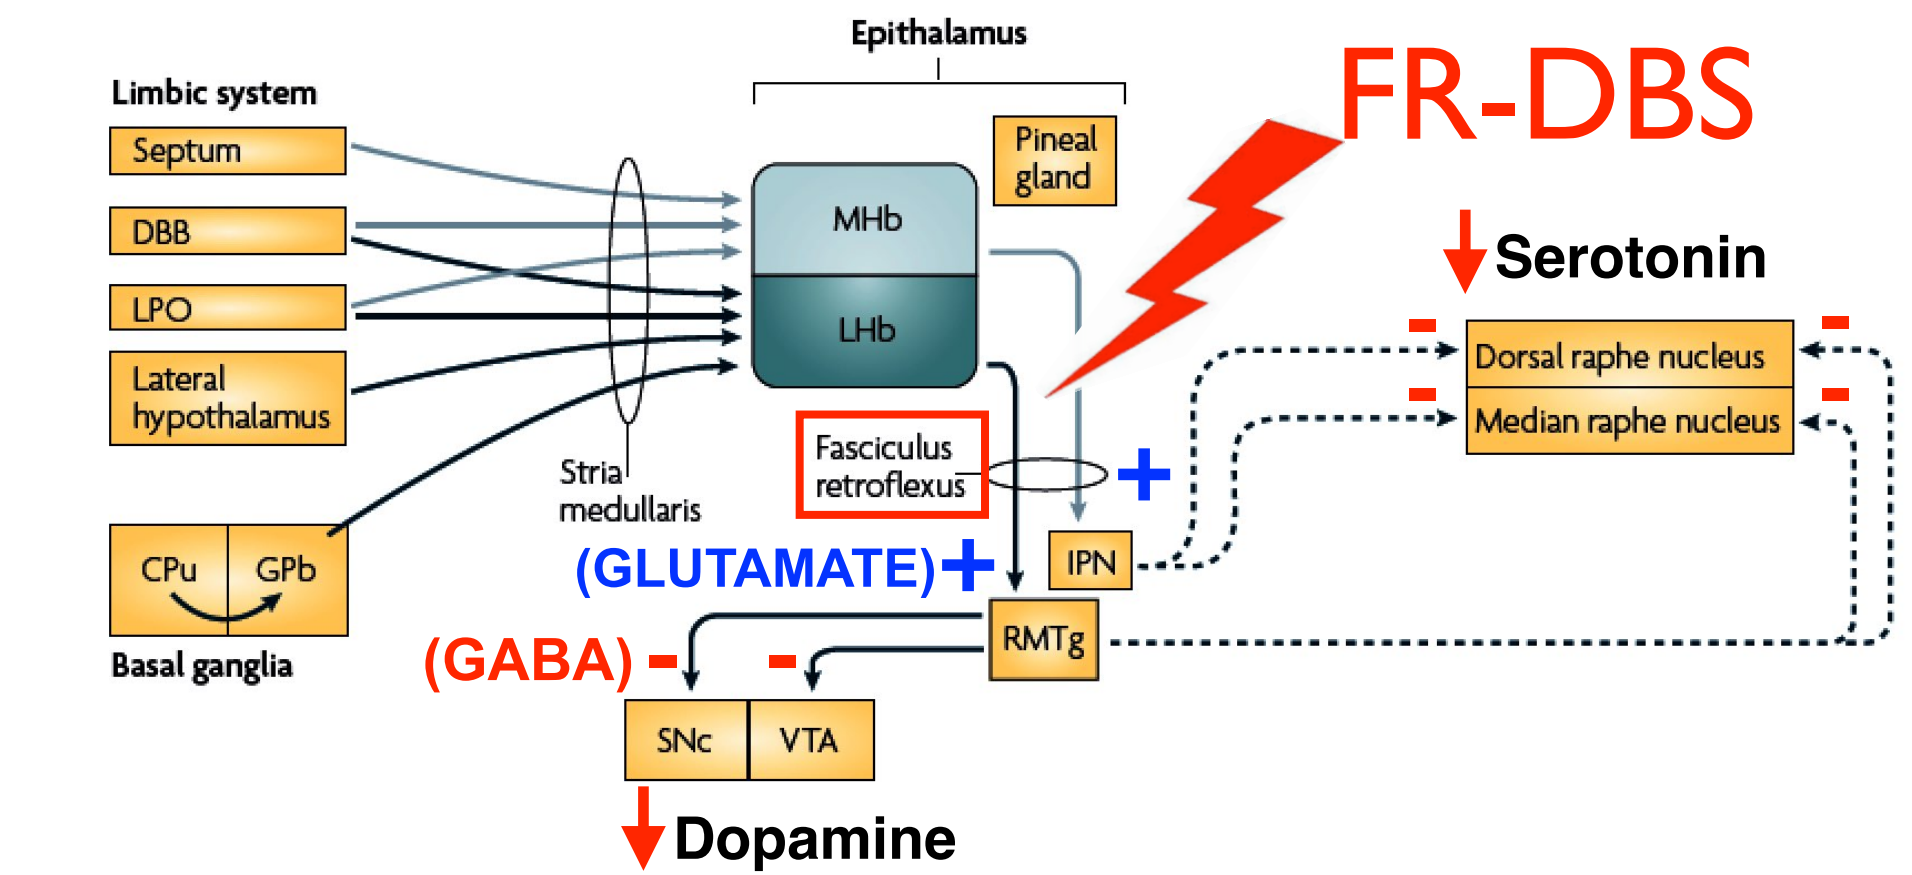 Epithalamus
FR-DBS
Limbic system
Septum
Pineal
gland
DBB
MHb
Serotonin
LPO
LHb
Dorsal raphe nucleus
Median raphe nucleus
Lateral
hypothalamus
Stria
medullaris
Fasciculus
retroflexus
+
(GLUTAMATE)+
IPN
CPu
GPb
Basal ganglia
RMTg
(GABA) - -
- -
- -
SNc
VTA
Dopamine